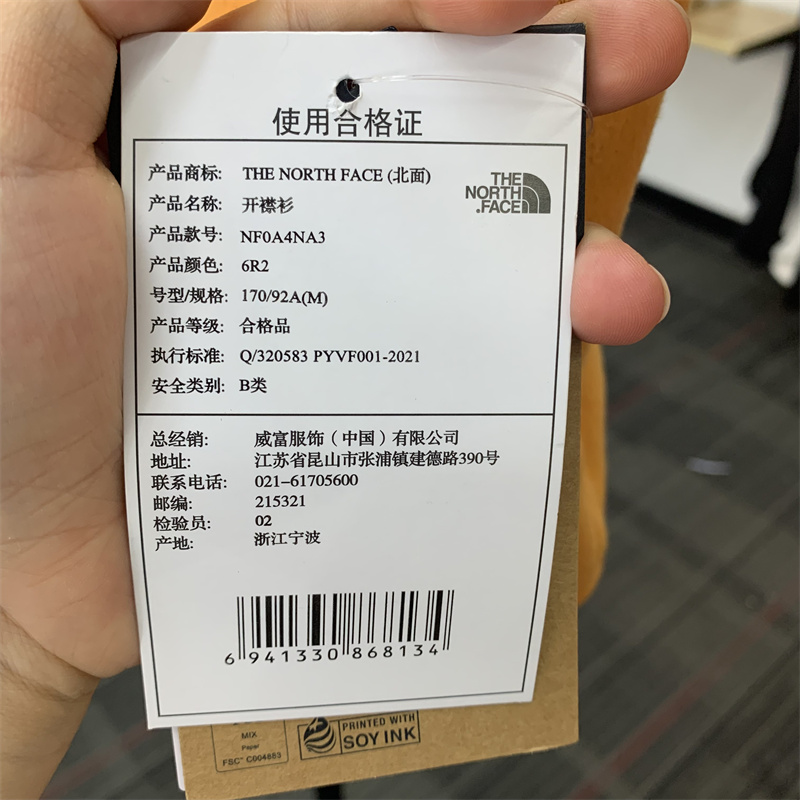 使用合格证
产品商标: THE NORTH FACE (北面)
产品名称: 开襟衫
产品款号: NF0A4NA3
产品颜色: 6R2
号型/规格: 170/92A(M)
产品等级: 合格品
执行标准: Q/320583 PYVF001-2021
安全类别: B类
THE
NORTH
FACE
总经销: 威富服饰（中国）有限公司
地址: 江苏省昆山市张浦镇建德路390号
联系电话: 021-61705600
邮编: 215321
检验员: 02
产地: 浙江宁波
6 941330 868134
MIX
Paper
FSC™ C004883
PRINTED WITH
SOY INK